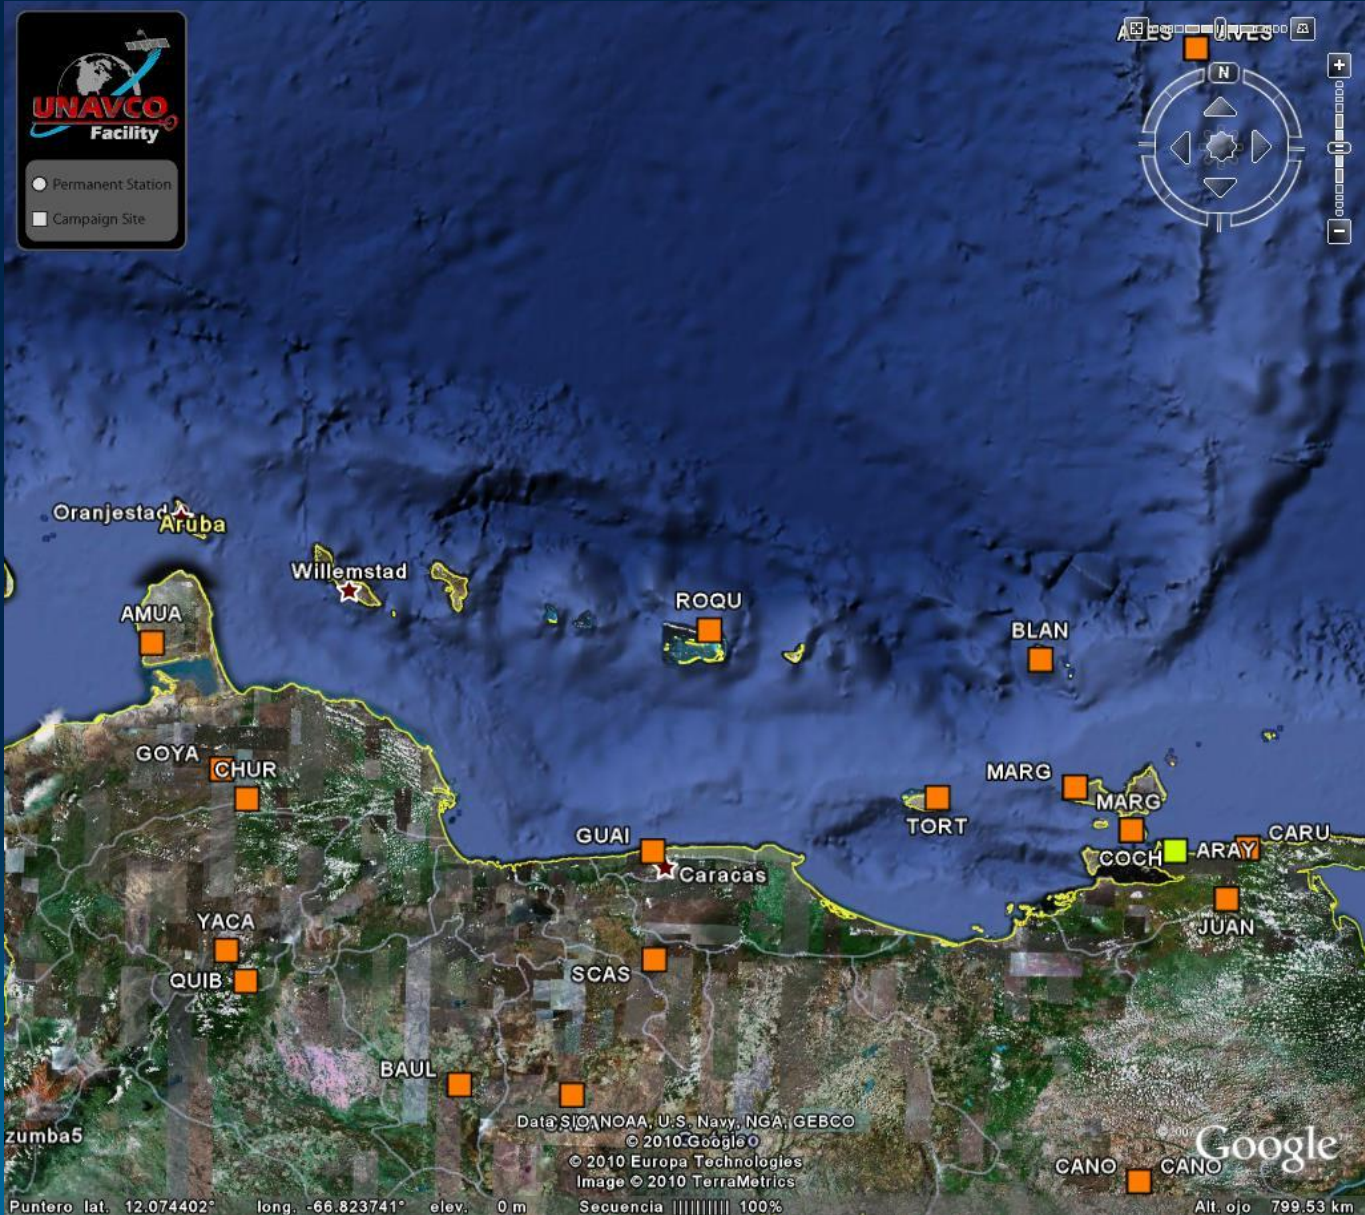 UNAVCO
Facility
Permanent Station
Campaign Site
N
Oranjestad
Aruba
Willemstad
AMUA
ROQU
BLAN
GOYA
CHUR
MARG
MARG
TORT
GUAI
Caracas
COCH
ARAY
CARU
JUAN
YACA
QUIB
SCAS
BAUL
zumba5
Data SIO, NOAA, U.S. Navy, NGA, GEBCO
© 2010 Google
© 2010 Europa Technologies
Image © 2010 TerraMetrics
© 2007 Google
CANO CANO
Puntero lat. 12.074402° long. -66.823741° elev. 0 m Secuencia |||||||||| 100% Alt. ojo 799.53 km